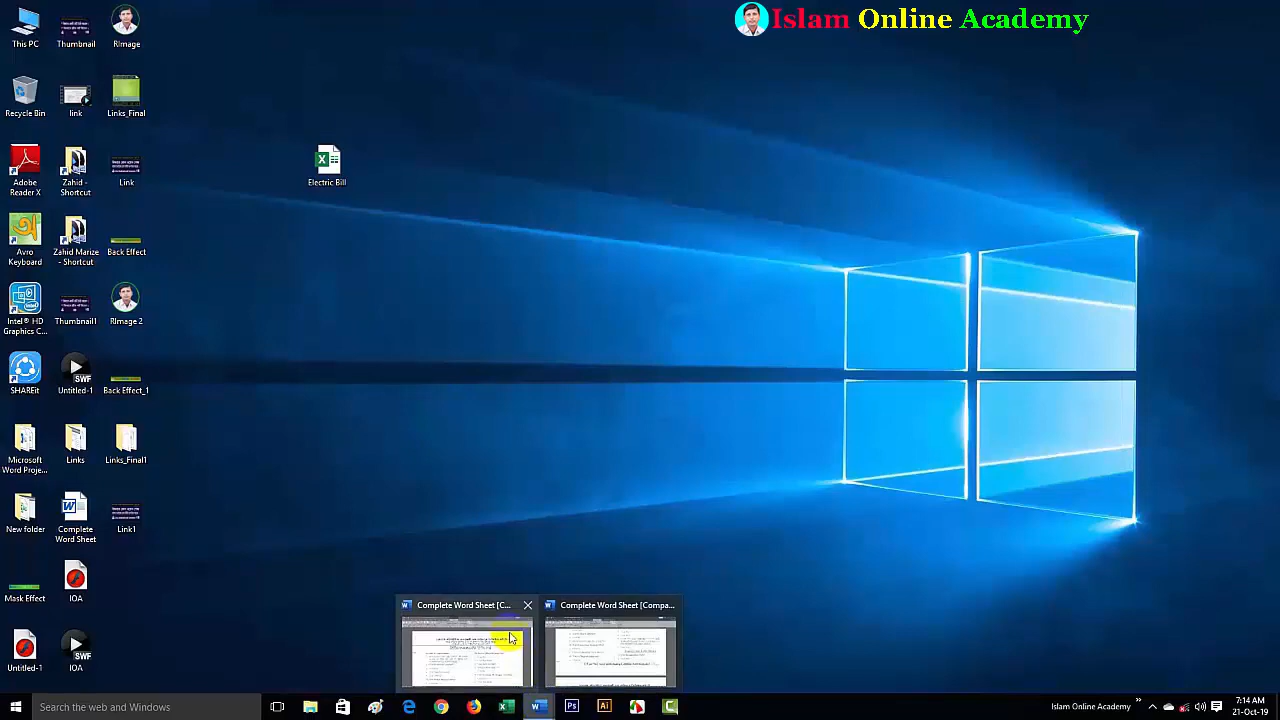 Islam Online Academy
This PC
Thumbnail
RImage
Recycle Bin
link
Links_Final
Adobe
Reader X
Zahid -
Shortcut
Link
Electric Bill
Avro
Keyboard
Zahid Marize
- Shortcut
Back Effect
Intel® HD
Graphics C...
Thumbnail1
RImage 2
SHAREit
SWF
Untitled-1
Back Effect_1
Microsoft
Word Proje...
Links
Links_Final1
New folder
Complete
Word Sheet
Link1
Mask Effect
IOA
Untitled-1
IOA
Complete Word Sheet [C...
Complete Word Sheet [Compa...
Search the web and Windows
Islam Online Academy
7:14 AM
21-Oct-19